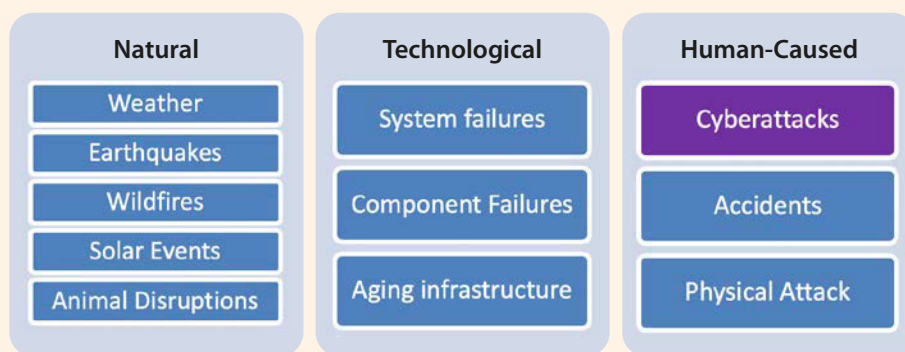 Natural
Weather
Earthquakes
Wildfires
Solar Events
Animal Disruptions
Technological
System failures
Component Failures
Aging infrastructure
Human-Caused
Cyberattacks
Accidents
Physical Attack